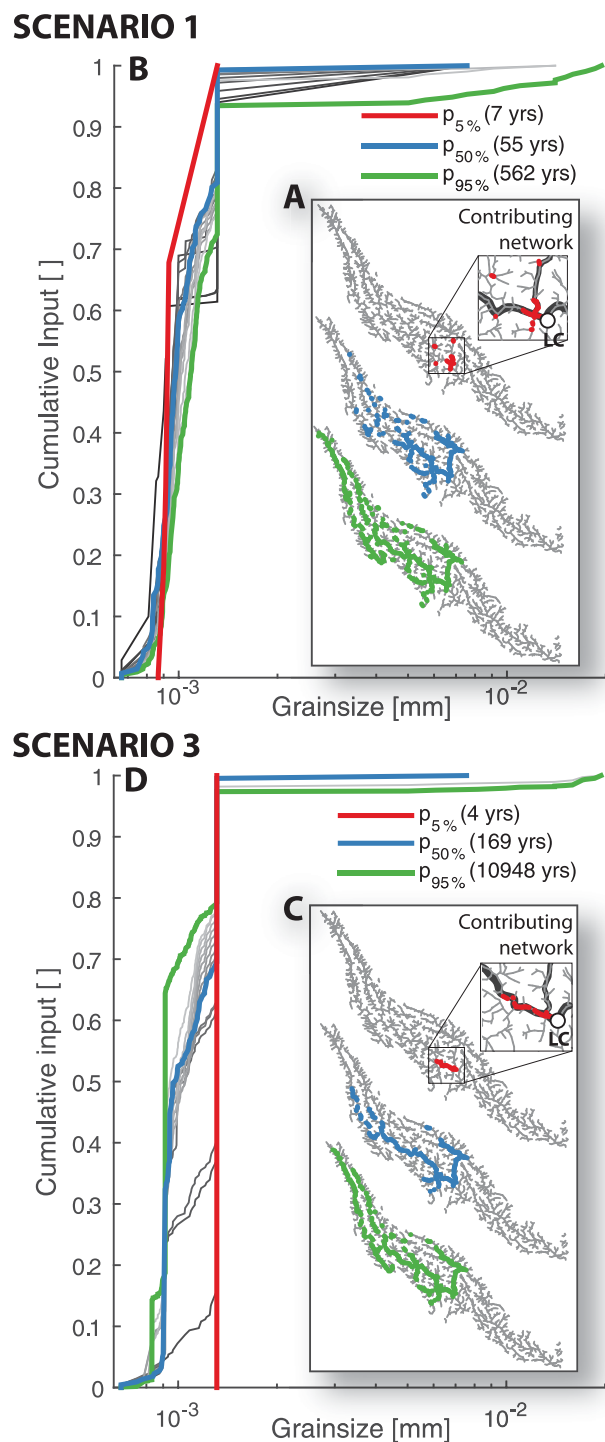 SCENARIO 1
B
1
0.9
0.8
0.7
0.6
0.5
0.4
0.3
0.2
0.1
0
Cumulative Input [ ]
p5% (7 yrs)
p50% (55 yrs)
p95% (562 yrs)
A
Contributing
network
LC
10-3
10-2
Grainsize [mm]
SCENARIO 3
D
1
0.9
0.8
0.7
0.6
0.5
0.4
0.3
0.2
0.1
0
Cumulative input [ ]
p5% (4 yrs)
p50% (169 yrs)
p95% (10948 yrs)
C
Contributing
network
LC
10-3
10-2
Grainsize [mm]